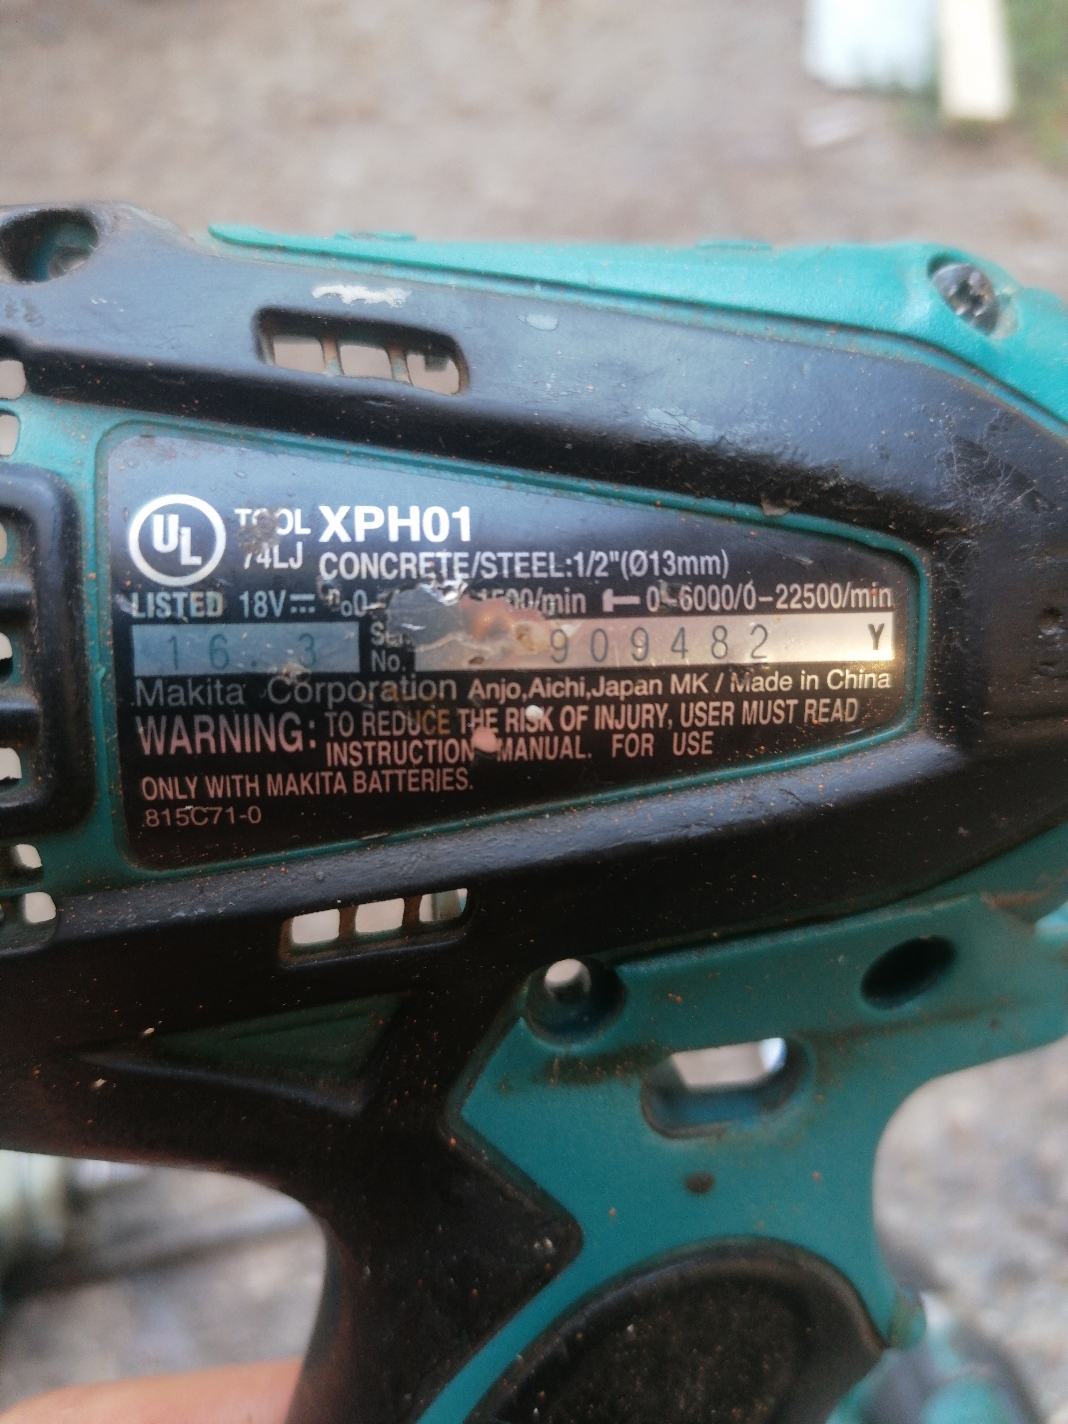 UL TOOL XPH01
74LJ CONCRETE/STEEL:1/2"(Ø13mm)
LISTED 18V⎓ 0-6000/0-22500/min
16. 3 No. 909482 Y
Makita Corporation Anjo,Aichi,Japan MK / Made in China
WARNING: TO REDUCE THE RISK OF INJURY, USER MUST READ
INSTRUCTION MANUAL. FOR USE
ONLY WITH MAKITA BATTERIES.
815C71-0